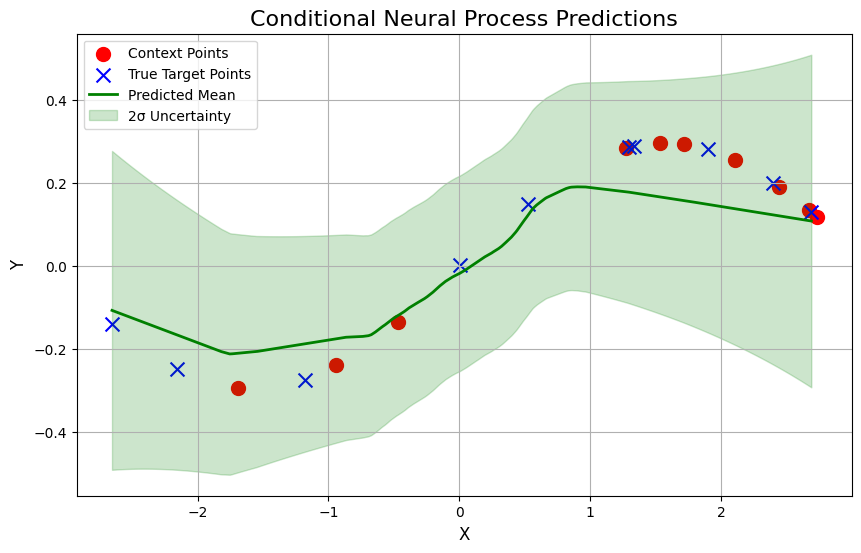 Conditional Neural Process Predictions
Context Points
True Target Points
Predicted Mean
2σ Uncertainty
0.4
0.2
0.0
−0.2
−0.4
Y
−2
−1
0
1
2
X